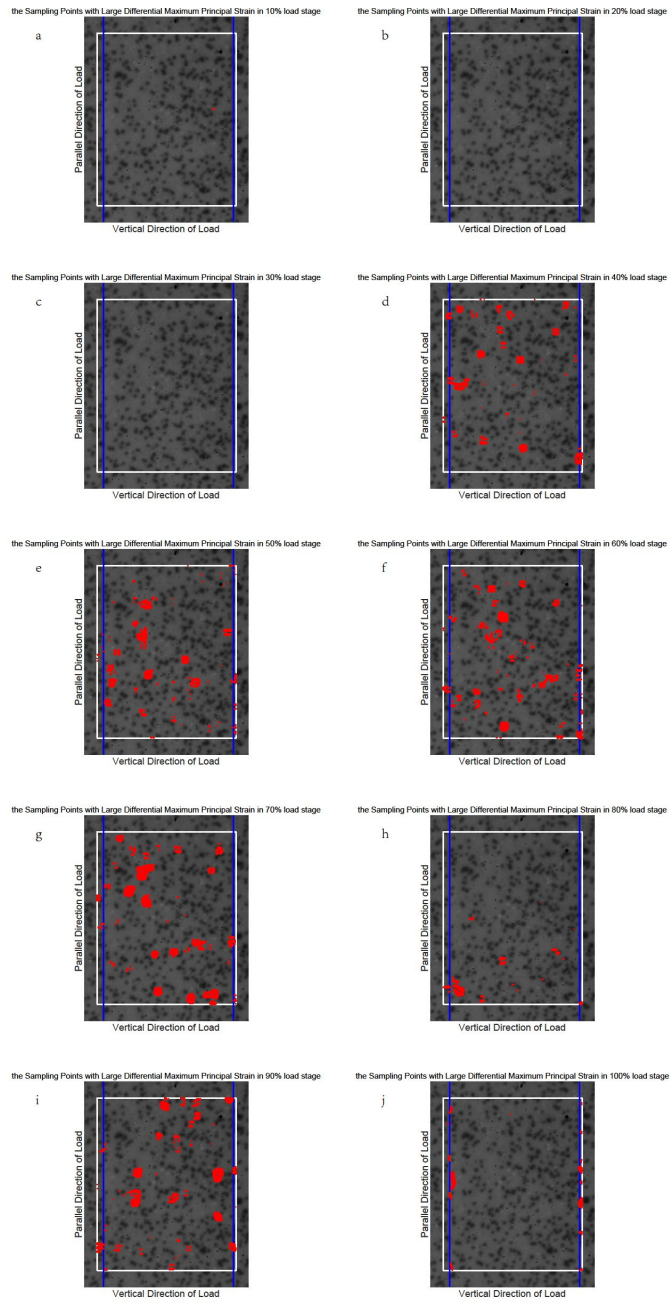 the Sampling Points with Large Differential Maximum Principal Strain in 10% load stage
a
Parallel Direction of Load
Vertical Direction of Load
the Sampling Points with Large Differential Maximum Principal Strain in 20% load stage
b
Parallel Direction of Load
Vertical Direction of Load
the Sampling Points with Large Differential Maximum Principal Strain in 30% load stage
c
Parallel Direction of Load
Vertical Direction of Load
the Sampling Points with Large Differential Maximum Principal Strain in 40% load stage
d
Parallel Direction of Load
Vertical Direction of Load
the Sampling Points with Large Differential Maximum Principal Strain in 50% load stage
e
Parallel Direction of Load
Vertical Direction of Load
the Sampling Points with Large Differential Maximum Principal Strain in 60% load stage
f
Parallel Direction of Load
Vertical Direction of Load
the Sampling Points with Large Differential Maximum Principal Strain in 70% load stage
g
Parallel Direction of Load
Vertical Direction of Load
the Sampling Points with Large Differential Maximum Principal Strain in 80% load stage
h
Parallel Direction of Load
Vertical Direction of Load
the Sampling Points with Large Differential Maximum Principal Strain in 90% load stage
i
Parallel Direction of Load
Vertical Direction of Load
the Sampling Points with Large Differential Maximum Principal Strain in 100% load stage
j
Parallel Direction of Load
Vertical Direction of Load